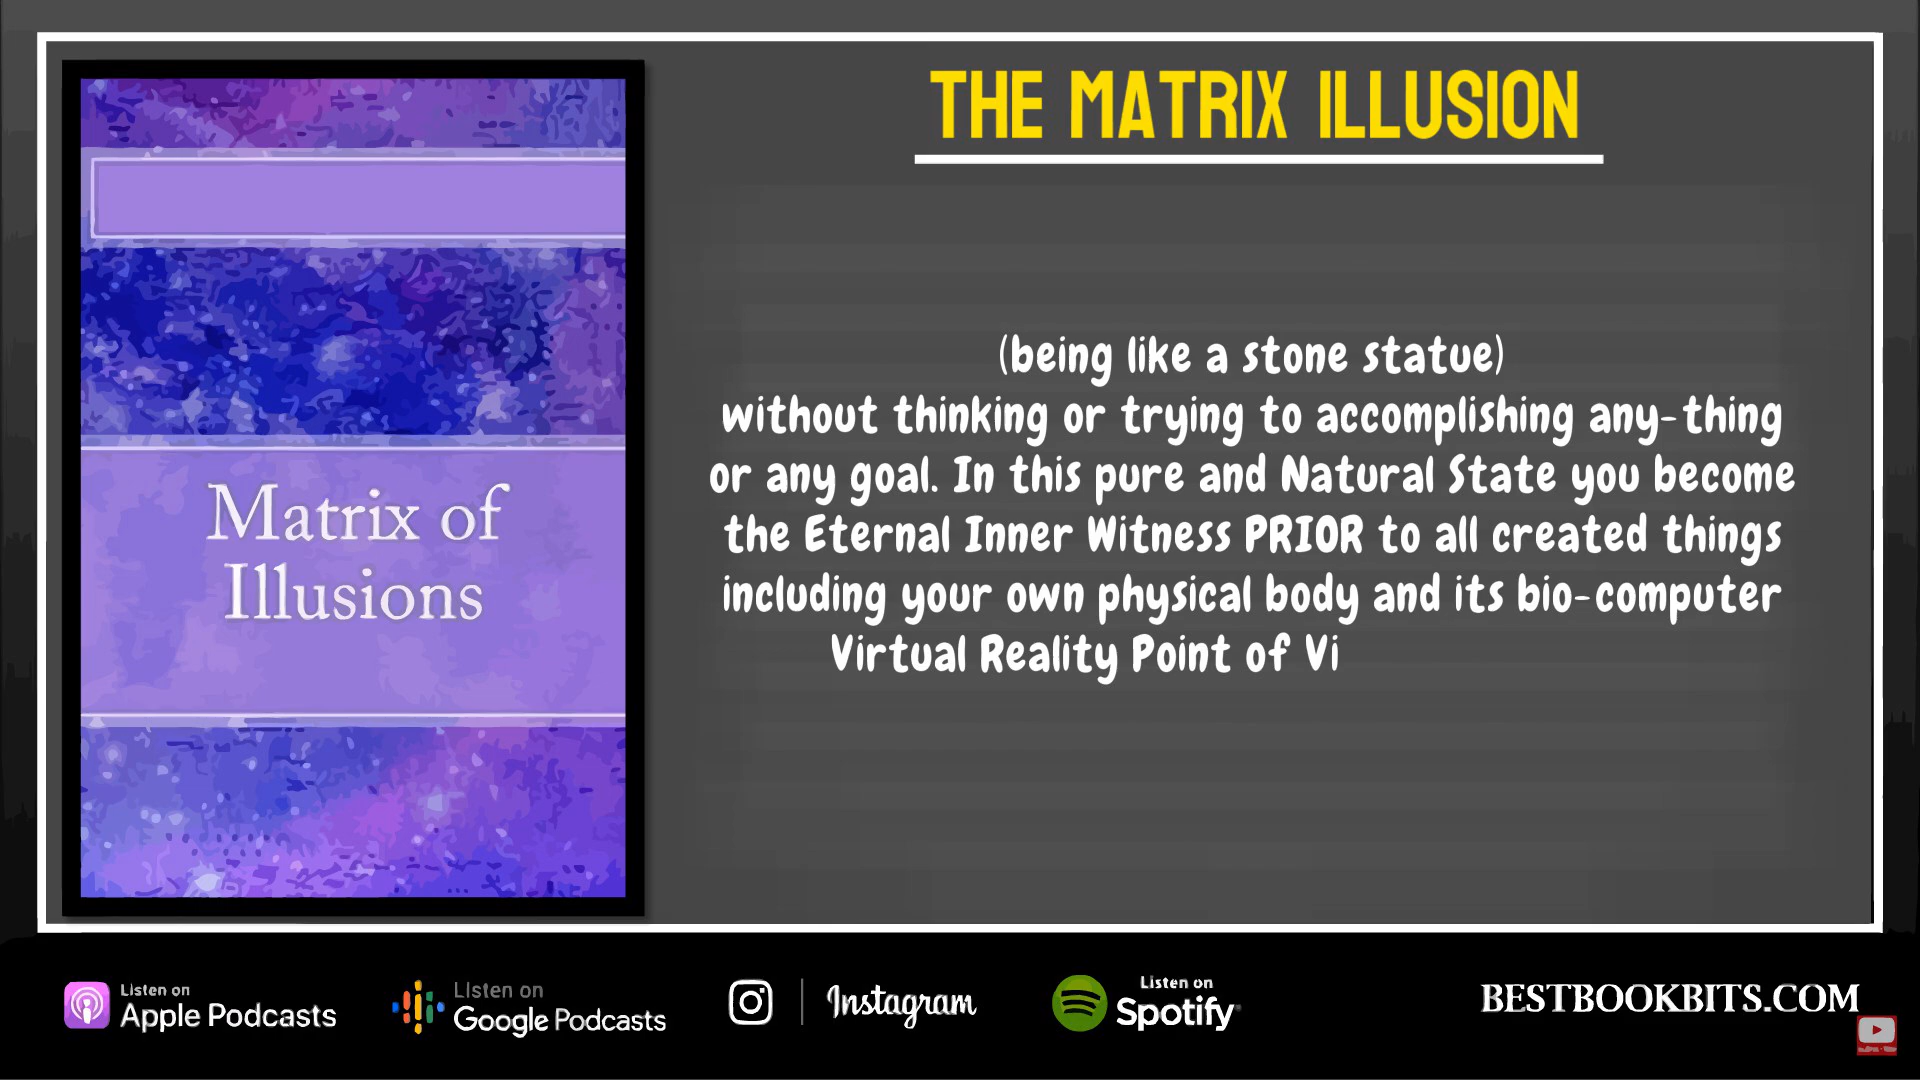 THE MATRIX ILLUSION
Matrix of
Illusions
(being like a stone statue)
without thinking or trying to accomplishing any-thing
or any goal. In this pure and Natural State you become
the Eternal Inner Witness PRIOR to all created things
including your own physical body and its bio-computer
Virtual Reality Point of Vi
Listen on
Apple Podcasts
Listen on
Google Podcasts
Instagram
Listen on
Spotify
BESTBOOKBITS.COM